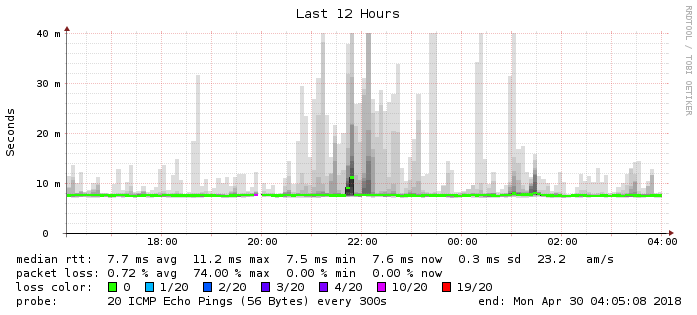 Last 12 Hours
RRDTOOL / TOBI OETIKER
Seconds
40 m
30 m
20 m
10 m
0
18:00 20:00 22:00 00:00 02:00 04:00
median rtt: 7.7 ms avg 11.2 ms max 7.5 ms min 7.6 ms now 0.3 ms sd 23.2 am/s
packet loss: 0.72 % avg 74.00 % max 0.00 % min 0.00 % now
loss color: 0 1/20 2/20 3/20 4/20 10/20 19/20
probe: 20 ICMP Echo Pings (56 Bytes) every 300s end: Mon Apr 30 04:05:08 2018